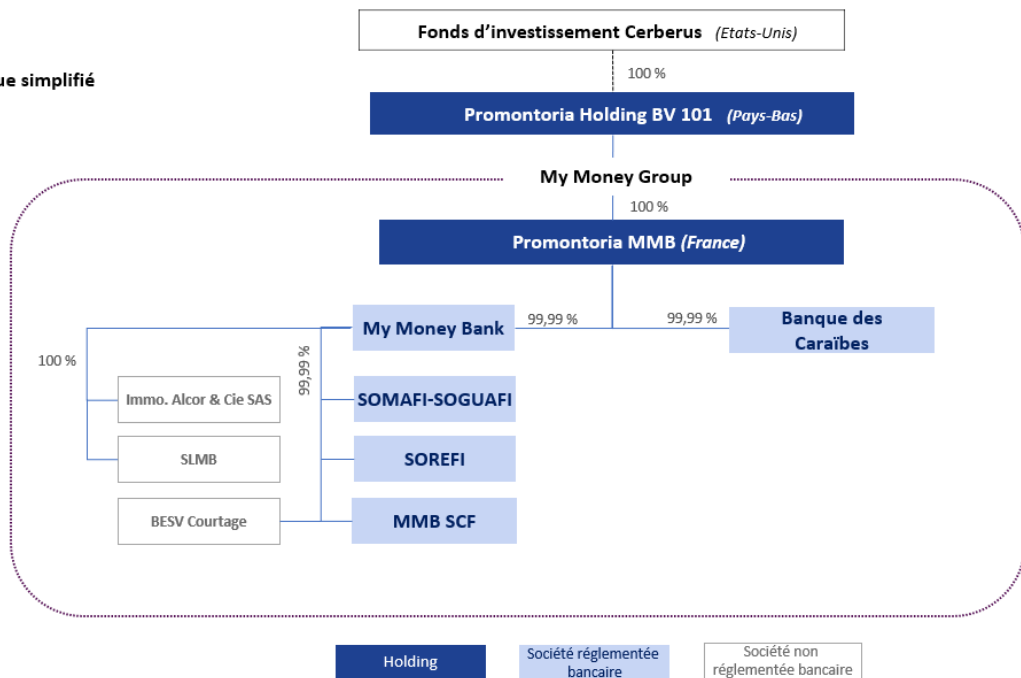 Fonds d'investissement Cerberus (Etats-Unis)
ue simplifié
100 %
Promontoria Holding BV 101 (Pays-Bas)
My Money Group
100 %
Promontoria MMB (France)
My Money Bank
99,99 %
99,99 %
Banque des
Caraïbes
100 %
99,99 %
Immo. Alcor & Cie SAS
SOMAFI-SOGUAFI
SLMB
SOREFI
BESV Courtage
MMB SCF
Holding
Société réglementée
bancaire
Société non
réglementée bancaire